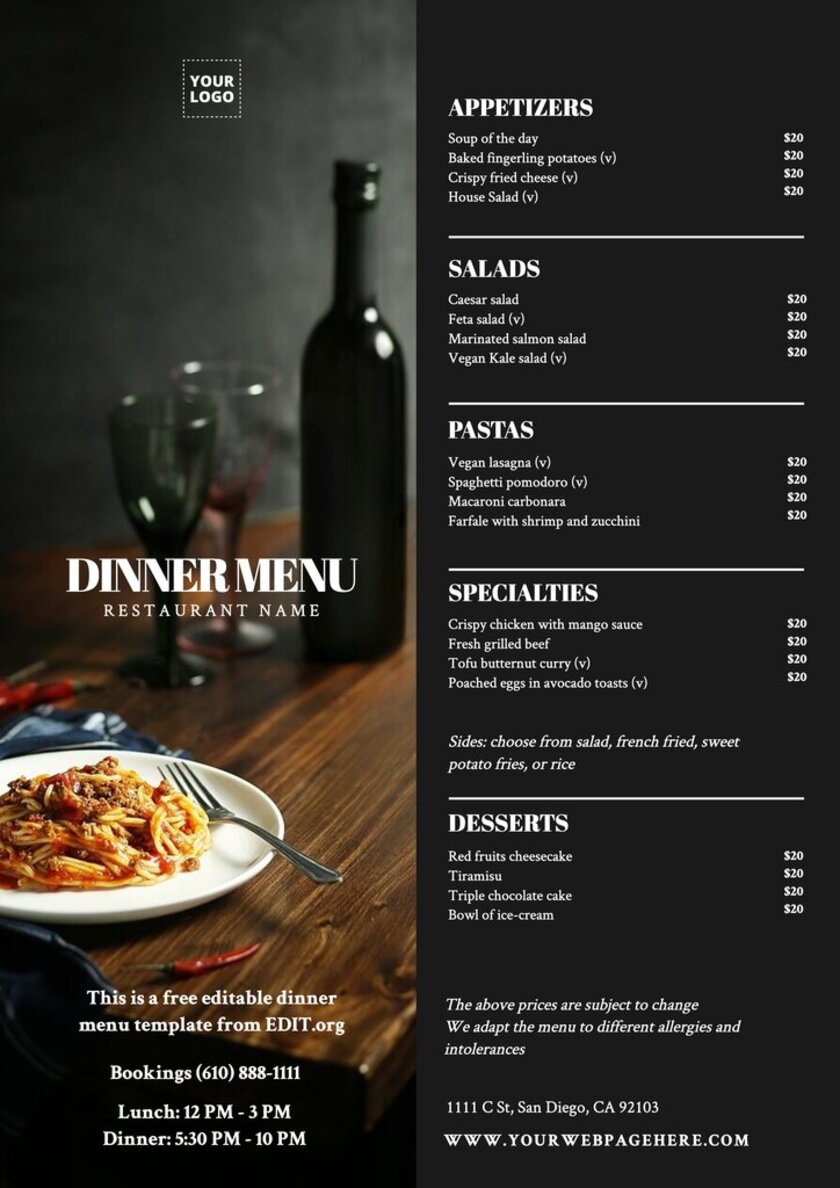 YOUR
LOGO
DINNER MENU
RESTAURANT NAME
This is a free editable dinner
menu template from EDIT.org
Bookings (610) 888-1111
Lunch: 12 PM - 3 PM
Dinner: 5:30 PM - 10 PM
APPETIZERS
Soup of the day $20
Baked fingerling potatoes (v) $20
Crispy fried cheese (v) $20
House Salad (v) $20
SALADS
Caesar salad $20
Feta salad (v) $20
Marinated salmon salad $20
Vegan Kale salad (v) $20
PASTAS
Vegan lasagna (v) $20
Spaghetti pomodoro (v) $20
Macaroni carbonara $20
Farfale with shrimp and zucchini $20
SPECIALTIES
Crispy chicken with mango sauce $20
Fresh grilled beef $20
Tofu butternut curry (v) $20
Poached eggs in avocado toasts (v) $20
Sides: choose from salad, french fried, sweet
potato fries, or rice
DESSERTS
Red fruits cheesecake $20
Tiramisu $20
Triple chocolate cake $20
Bowl of ice-cream $20
The above prices are subject to change
We adapt the menu to different allergies and
intolerances
1111 C St, San Diego, CA 92103
WWW.YOURWEBPAGEHERE.COM